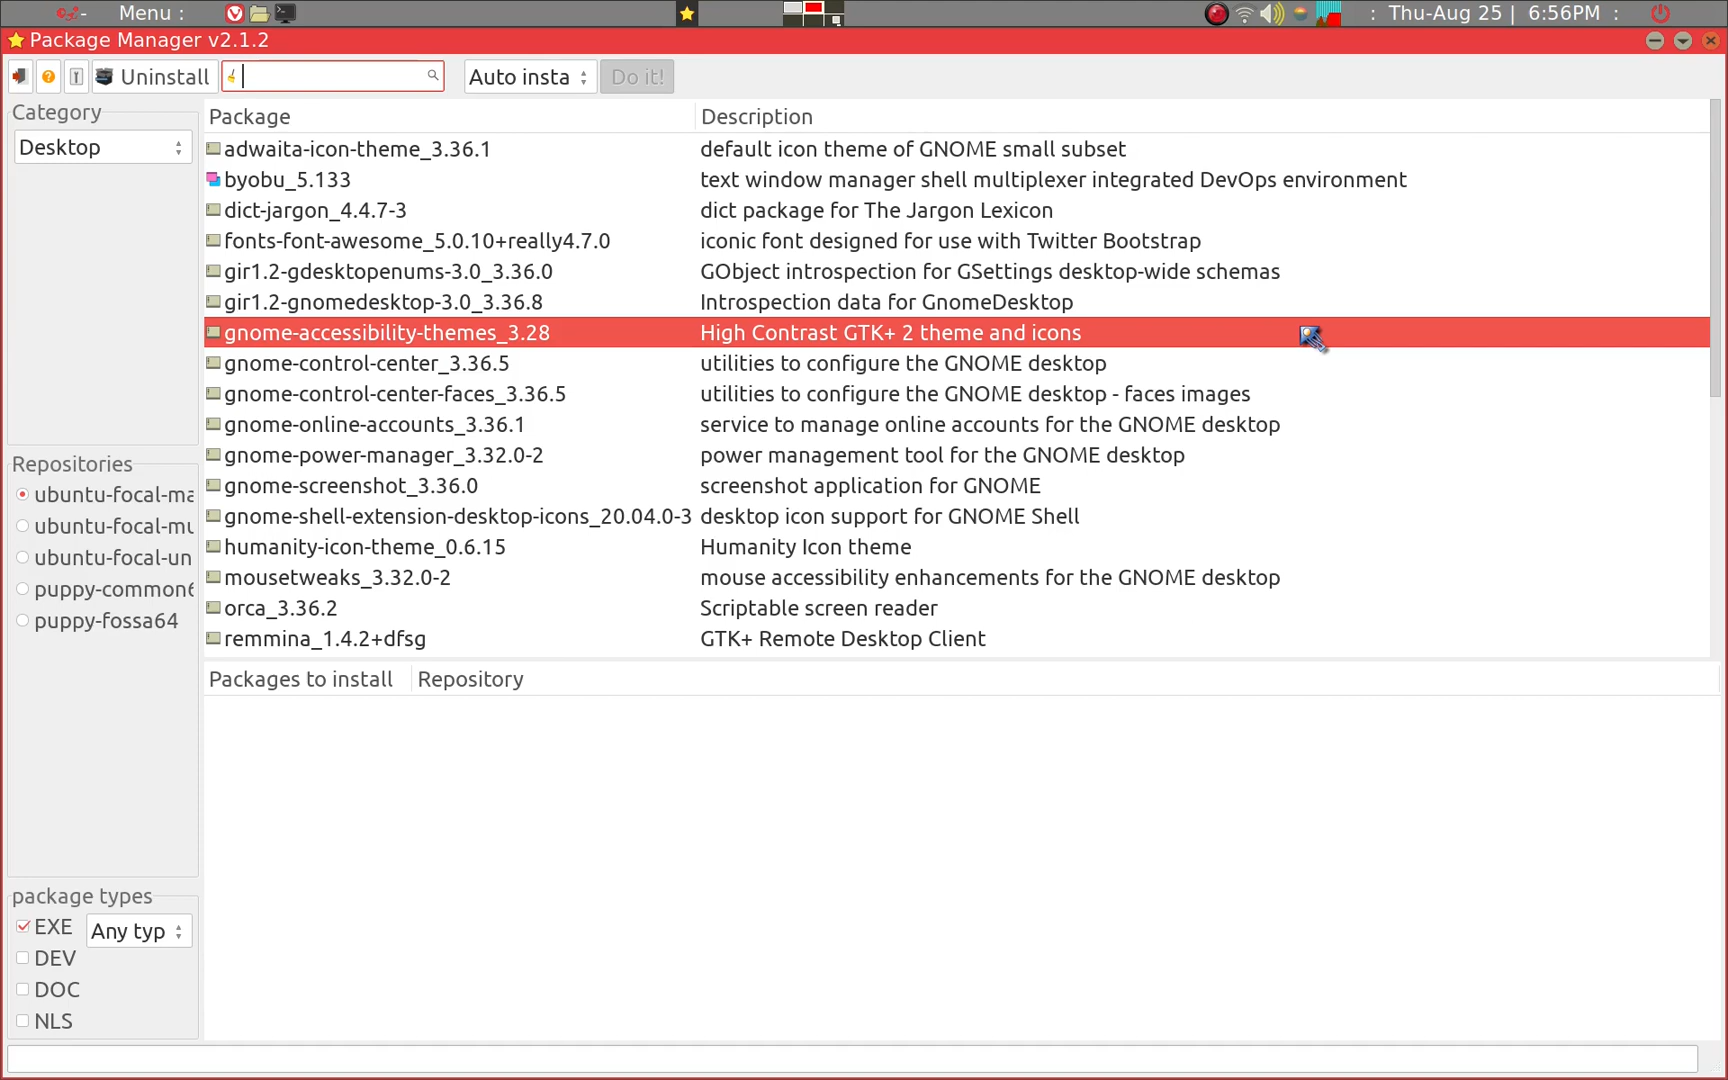 Menu :
: Thu-Aug 25 | 6:56PM :
Package Manager v2.1.2
Uninstall
Auto insta
Do it!
Category
Desktop
Package Description
adwaita-icon-theme_3.36.1 default icon theme of GNOME small subset
byobu_5.133 text window manager shell multiplexer integrated DevOps environment
dict-jargon_4.4.7-3 dict package for The Jargon Lexicon
fonts-font-awesome_5.0.10+really4.7.0 iconic font designed for use with Twitter Bootstrap
gir1.2-gdesktopenums-3.0_3.36.0 GObject introspection for GSettings desktop-wide schemas
gir1.2-gnomedesktop-3.0_3.36.8 Introspection data for GnomeDesktop
gnome-accessibility-themes_3.28 High Contrast GTK+ 2 theme and icons
gnome-control-center_3.36.5 utilities to configure the GNOME desktop
gnome-control-center-faces_3.36.5 utilities to configure the GNOME desktop - faces images
gnome-online-accounts_3.36.1 service to manage online accounts for the GNOME desktop
gnome-power-manager_3.32.0-2 power management tool for the GNOME desktop
gnome-screenshot_3.36.0 screenshot application for GNOME
gnome-shell-extension-desktop-icons_20.04.0-3 desktop icon support for GNOME Shell
humanity-icon-theme_0.6.15 Humanity Icon theme
mousetweaks_3.32.0-2 mouse accessibility enhancements for the GNOME desktop
orca_3.36.2 Scriptable screen reader
remmina_1.4.2+dfsg GTK+ Remote Desktop Client
Repositories
ubuntu-focal-ma
ubuntu-focal-mu
ubuntu-focal-un
puppy-common6
puppy-fossa64
Packages to install Repository
package types
EXE Any typ
DEV
DOC
NLS